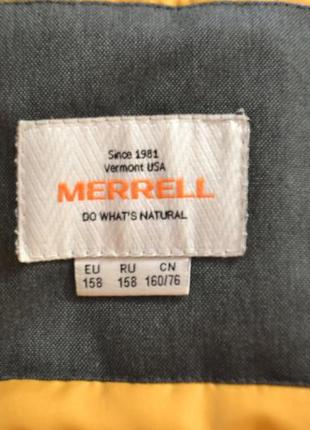 Since 1981
Vermont USA
MERRELL
DO WHAT'S NATURAL
EU RU CN
158 158 160/76